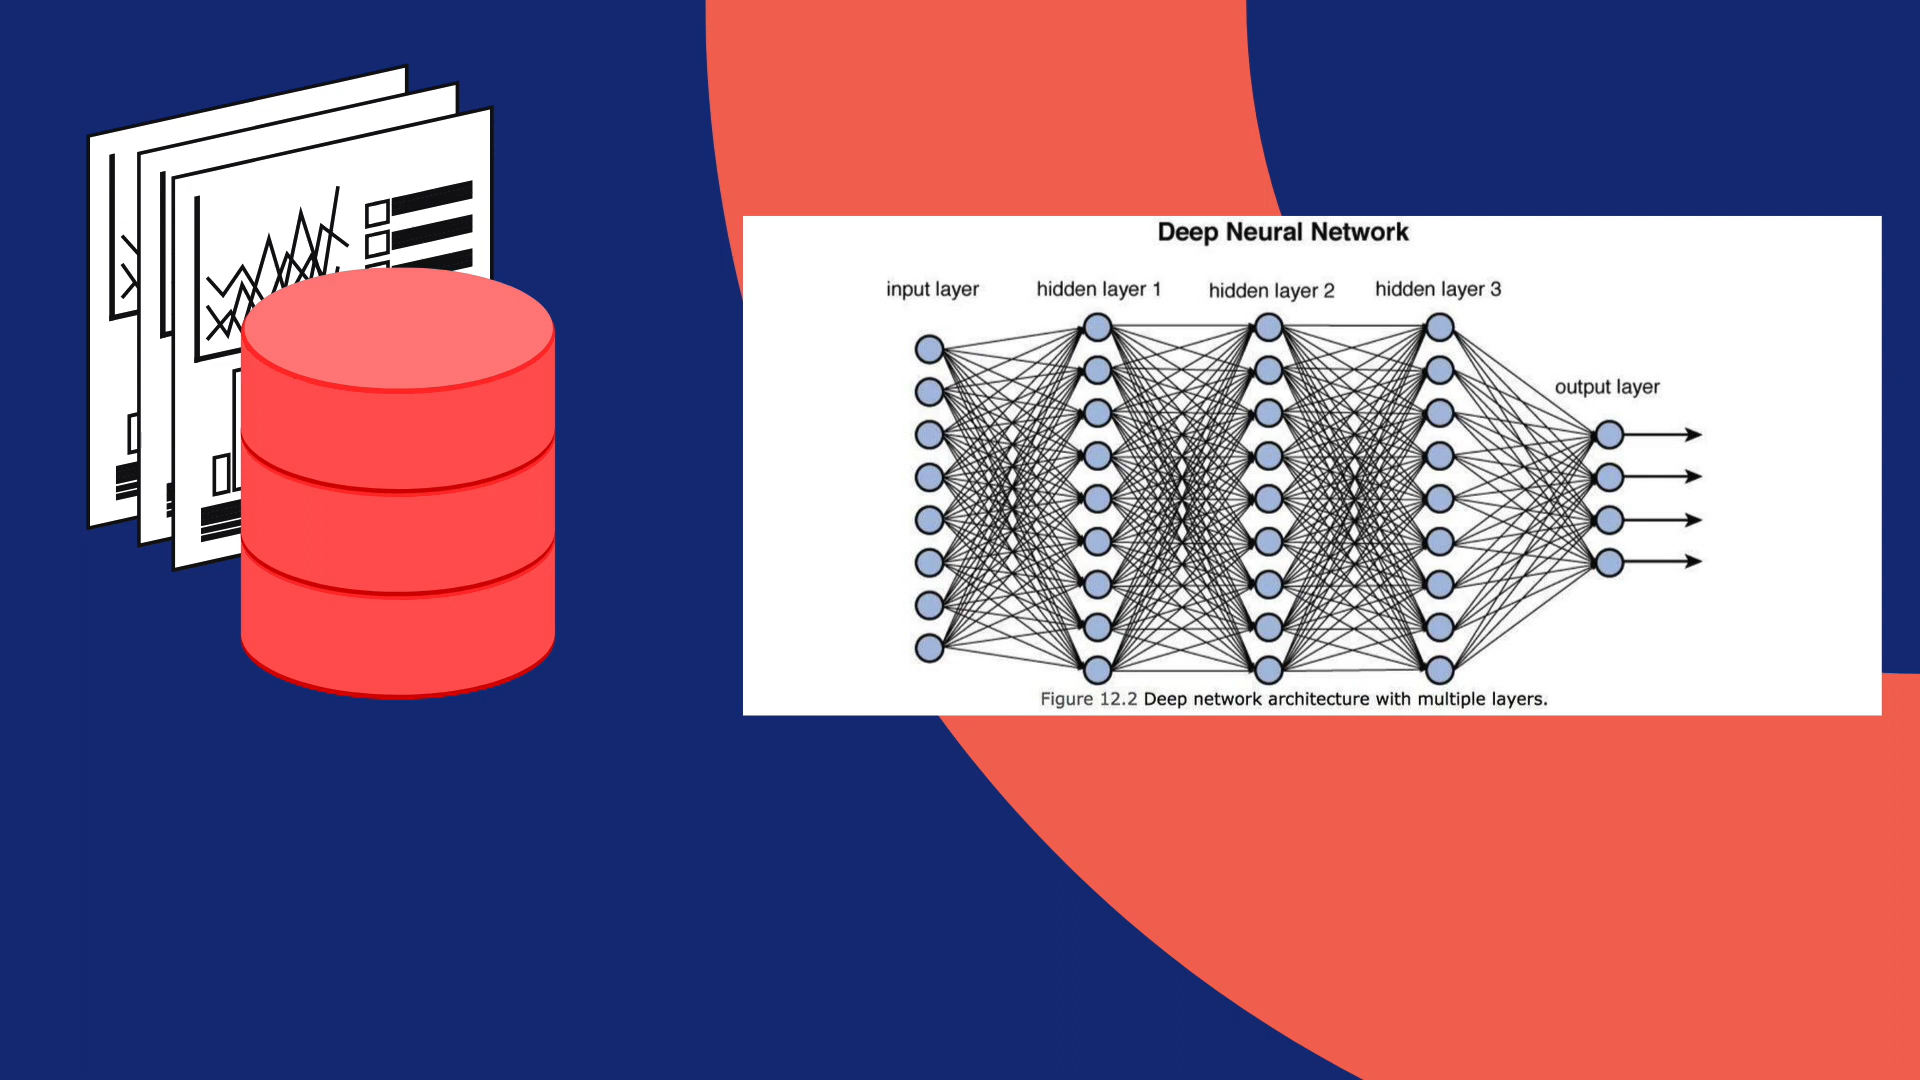 Deep Neural Network
input layer
hidden layer 1
hidden layer 2
hidden layer 3
output layer
Figure 12.2 Deep network architecture with multiple layers.